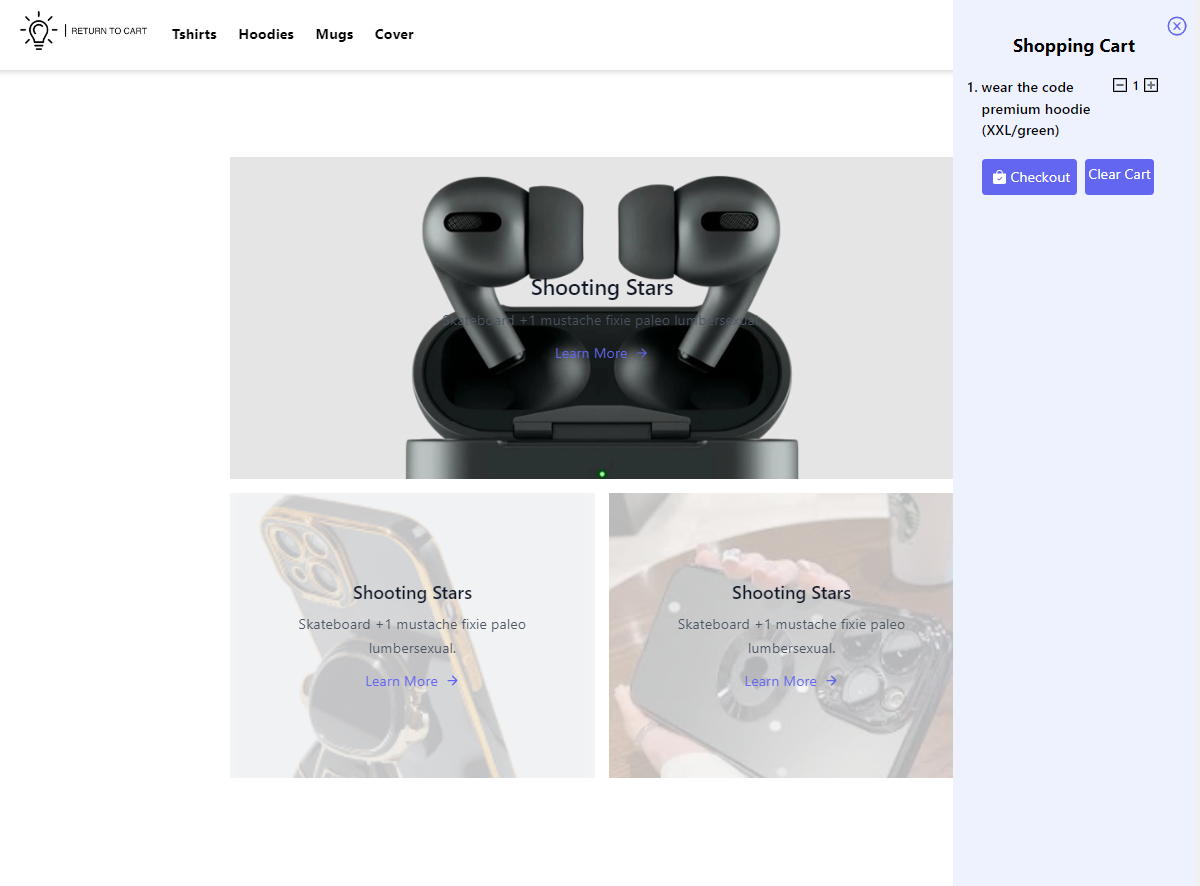 RETURN TO CART
Tshirts Hoodies Mugs Cover
Shopping Cart
1. wear the code
premium hoodie
(XXL/green)
1
Checkout
Clear Cart
Shooting Stars
Skateboard +1 mustache fixie paleo lumbersexual.
Learn More →
Shooting Stars
Skateboard +1 mustache fixie paleo
lumbersexual.
Learn More →
Shooting Stars
Skateboard +1 mustache fixie paleo
lumbersexual.
Learn More →